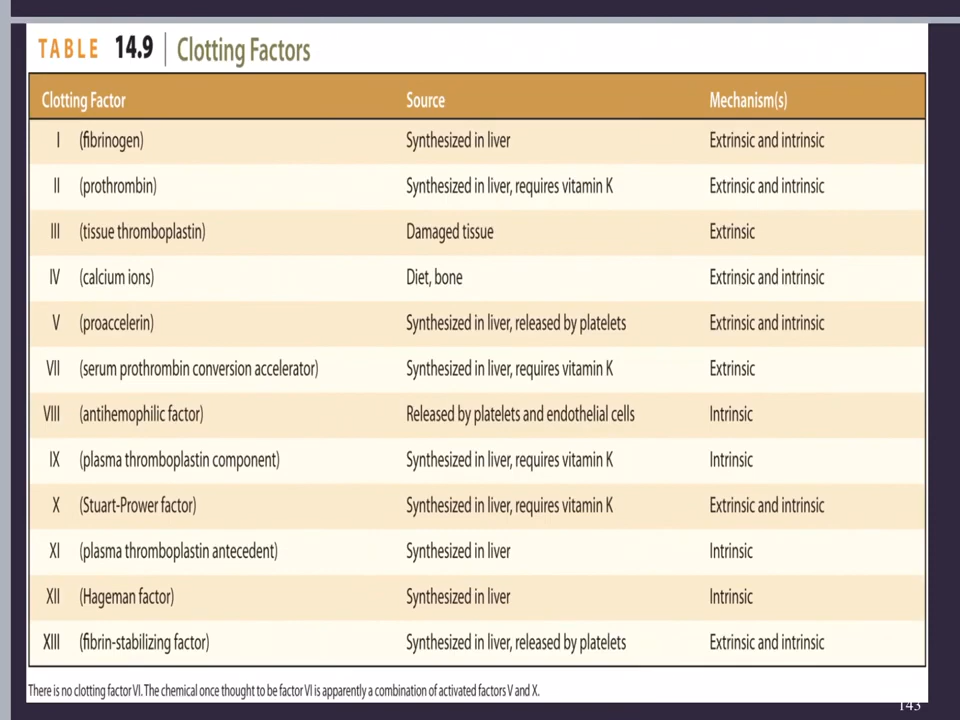 TABLE 14.9 | Clotting Factors
Clotting Factor Source Mechanism(s)
I (fibrinogen) Synthesized in liver Extrinsic and intrinsic
II (prothrombin) Synthesized in liver, requires vitamin K Extrinsic and intrinsic
III (tissue thromboplastin) Damaged tissue Extrinsic
IV (calcium ions) Diet, bone Extrinsic and intrinsic
V (proaccelerin) Synthesized in liver, released by platelets Extrinsic and intrinsic
VII (serum prothrombin conversion accelerator) Synthesized in liver, requires vitamin K Extrinsic
VIII (antihemophilic factor) Released by platelets and endothelial cells Intrinsic
IX (plasma thromboplastin component) Synthesized in liver, requires vitamin K Intrinsic
X (Stuart-Prower factor) Synthesized in liver, requires vitamin K Extrinsic and intrinsic
XI (plasma thromboplastin antecedent) Synthesized in liver Intrinsic
XII (Hageman factor) Synthesized in liver Intrinsic
XIII (fibrin-stabilizing factor) Synthesized in liver, released by platelets Extrinsic and intrinsic
There is no clotting factor VI. The chemical once thought to be factor VI is apparently a combination of activated factors V and X.
143